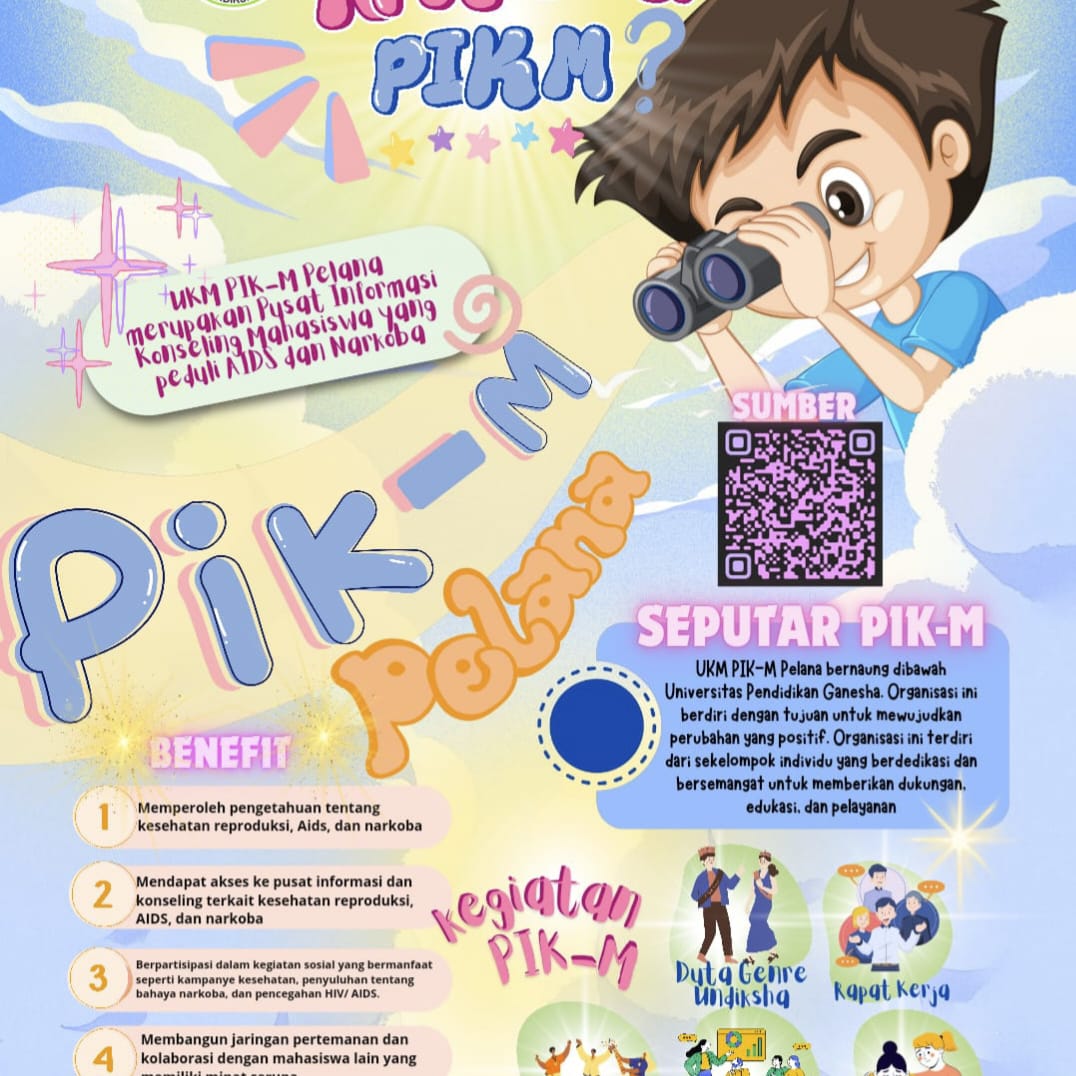 PIKM?
UKM PIK-M Pelana
merupakan Pusat Informasi
Konseling Mahasiswa yang
peduli AIDS dan Narkoba
PiK-M
Pelana
SUMBER
SEPUTAR PIK-M
UKM PIK-M Pelana bernaung dibawah
Universitas Pendidikan Ganesha. Organisasi ini
berdiri dengan tujuan untuk mewujudkan
perubahan yang positif. Organisasi ini terdiri
dari sekelompok individu yang berdedikasi dan
bersemangat untuk memberikan dukungan,
edukasi, dan pelayanan
BENEFIT
1
Memperoleh pengetahuan tentang
kesehatan reproduksi, Aids, dan narkoba
2
Mendapat akses ke pusat informasi dan
konseling terkait kesehatan reproduksi,
AIDS, dan narkoba
3
Berpartisipasi dalam kegiatan sosial yang bermanfaat
seperti kampanye kesehatan, penyuluhan tentang
bahaya narkoba, dan pencegahan HIV/ AIDS.
4
Membangun jaringan pertemanan dan
kolaborasi dengan mahasiswa lain yang
Kegiatan
PIK-M
Duta Genre
Undiksha
Rapat Kerja